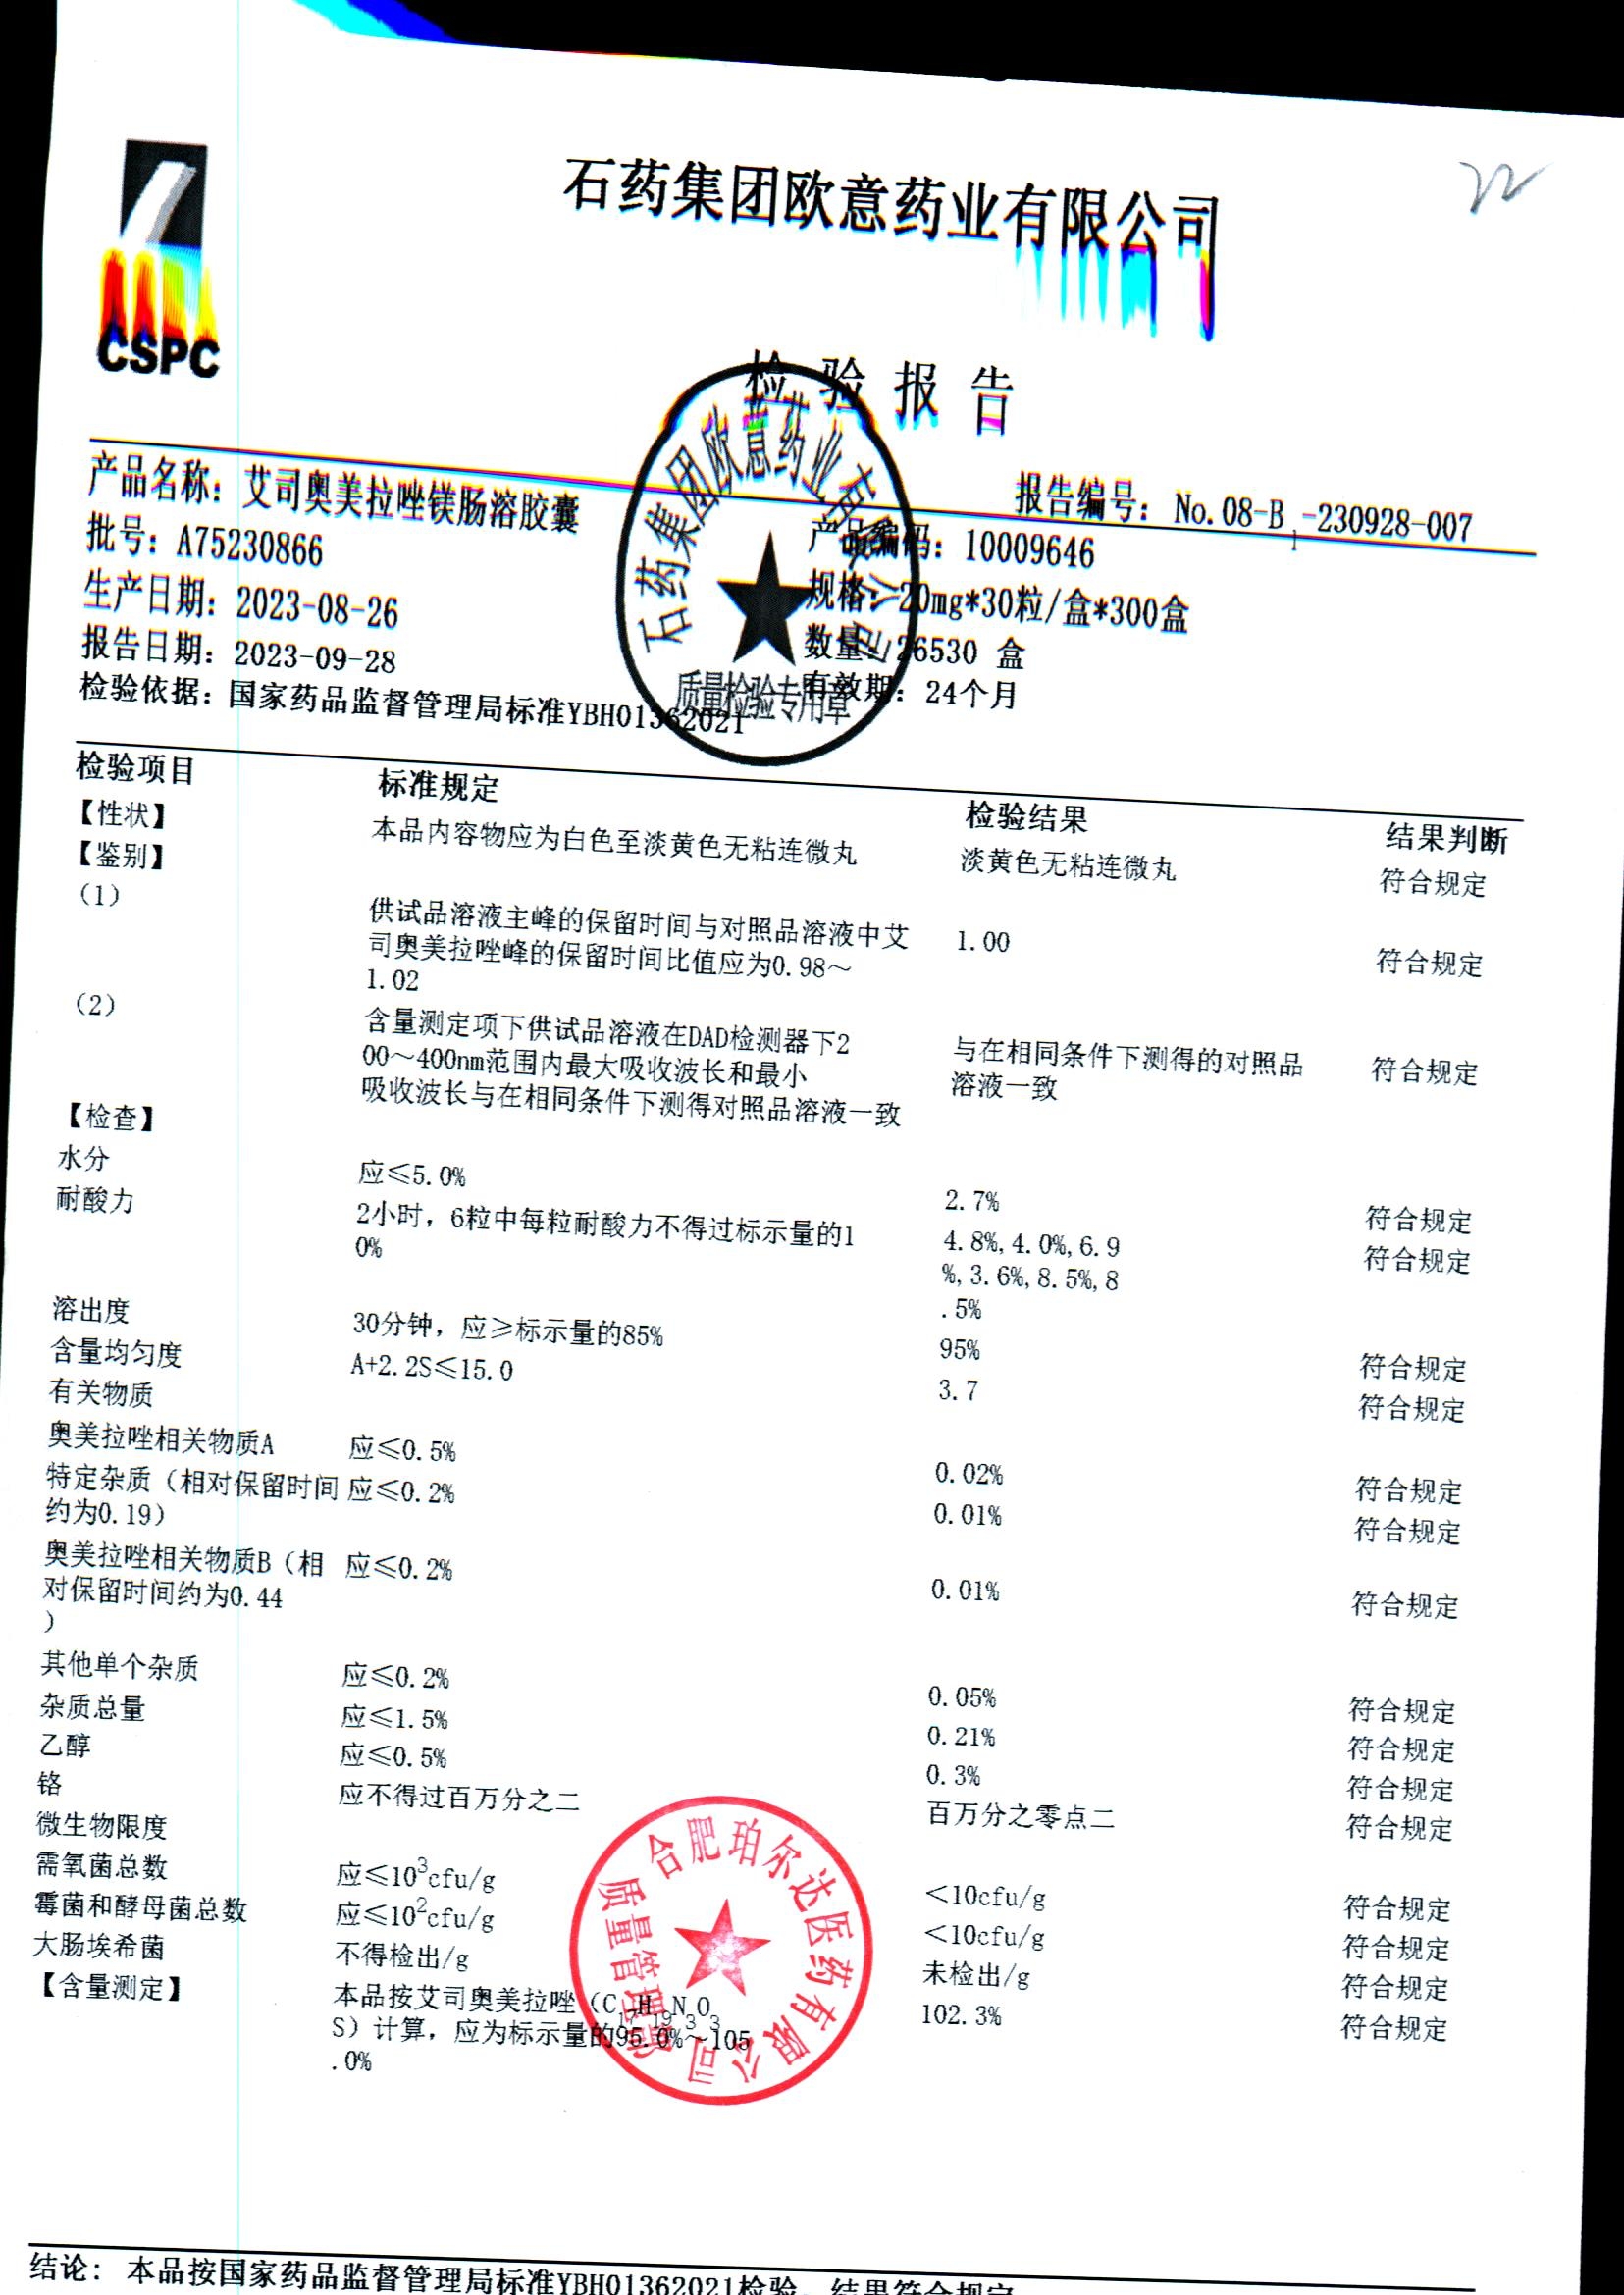 石药集团欧意药业有限公司
CSPC
检验报告
报告编号：No.08-B -230928-007
产品名称：艾司奥美拉唑镁肠溶胶囊
产品编码：10009646
批号：A75230866
规格：20mg*30粒/盒*300盒
生产日期：2023-08-26
数量：26530 盒
报告日期：2023-09-28
有效期：24个月
检验依据：国家药品监督管理局标准YBH01362021
石药集团欧意药业有限公司
质量检验专用章
检验项目 标准规定 检验结果 结果判断
【性状】 本品内容物应为白色至淡黄色无粘连微丸 淡黄色无粘连微丸 符合规定
【鉴别】
（1） 供试品溶液主峰的保留时间与对照品溶液中艾 1.00 符合规定
司奥美拉唑峰的保留时间比值应为0.98～
1.02
（2） 含量测定项下供试品溶液在DAD检测器下2 与在相同条件下测得的对照品 符合规定
00～400nm范围内最大吸收波长和最小 溶液一致
吸收波长与在相同条件下测得对照品溶液一致
【检查】
水分 应≤5.0% 2.7% 符合规定
耐酸力 2小时，6粒中每粒耐酸力不得过标示量的1 4.8%,4.0%,6.9 符合规定
0% %,3.6%,8.5%,8
.5%
溶出度 30分钟，应≥标示量的85% 95% 符合规定
含量均匀度 A+2.2S≤15.0 3.7 符合规定
有关物质
奥美拉唑相关物质A 应≤0.5% 0.02% 符合规定
特定杂质（相对保留时间 应≤0.2% 0.01% 符合规定
约为0.19）
奥美拉唑相关物质B（相 应≤0.2% 0.01% 符合规定
对保留时间约为0.44
）
其他单个杂质 应≤0.2% 0.05% 符合规定
杂质总量 应≤1.5% 0.21% 符合规定
乙醇 应≤0.5% 0.3% 符合规定
铬 应不得过百万分之二 百万分之零点二 符合规定
微生物限度
需氧菌总数 应≤10³cfu/g <10cfu/g 符合规定
霉菌和酵母菌总数 应≤10²cfu/g <10cfu/g 符合规定
大肠埃希菌 不得检出/g 未检出/g 符合规定
【含量测定】 本品按艾司奥美拉唑（C₁₇H₁₉N₃O₃ 102.3% 符合规定
S）计算，应为标示量的95.0%～105
.0%
合肥珀尔达医药有限公司
质量管理部
结论：本品按国家药品监督管理局标准YBH01362021检验，结果符合规定